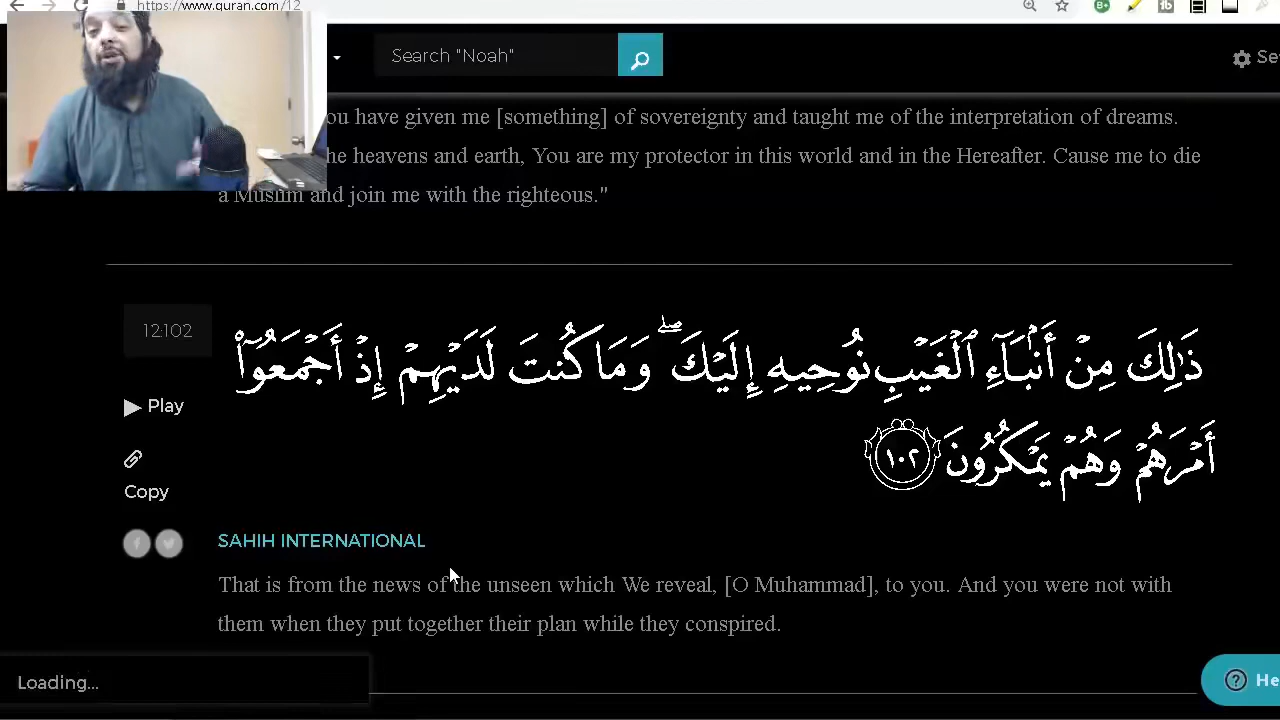 https://www.quran.com/12
Search "Noah"
ou have given me [something] of sovereignty and taught me of the interpretation of dreams.
he heavens and earth, You are my protector in this world and in the Hereafter. Cause me to die
a Muslim and join me with the righteous."
12:102
ذَٰلِكَ مِنْ أَنۢبَآءِ ٱلْغَيْبِ نُوحِيهِ إِلَيْكَ ۖ وَمَا كُنتَ لَدَيْهِمْ إِذْ أَجْمَعُوٓا۟
أَمْرَهُمْ وَهُمْ يَمْكُرُونَ ١٠٢
Play
Copy
SAHIH INTERNATIONAL
That is from the news of the unseen which We reveal, [O Muhammad], to you. And you were not with
them when they put together their plan while they conspired.
Loading...